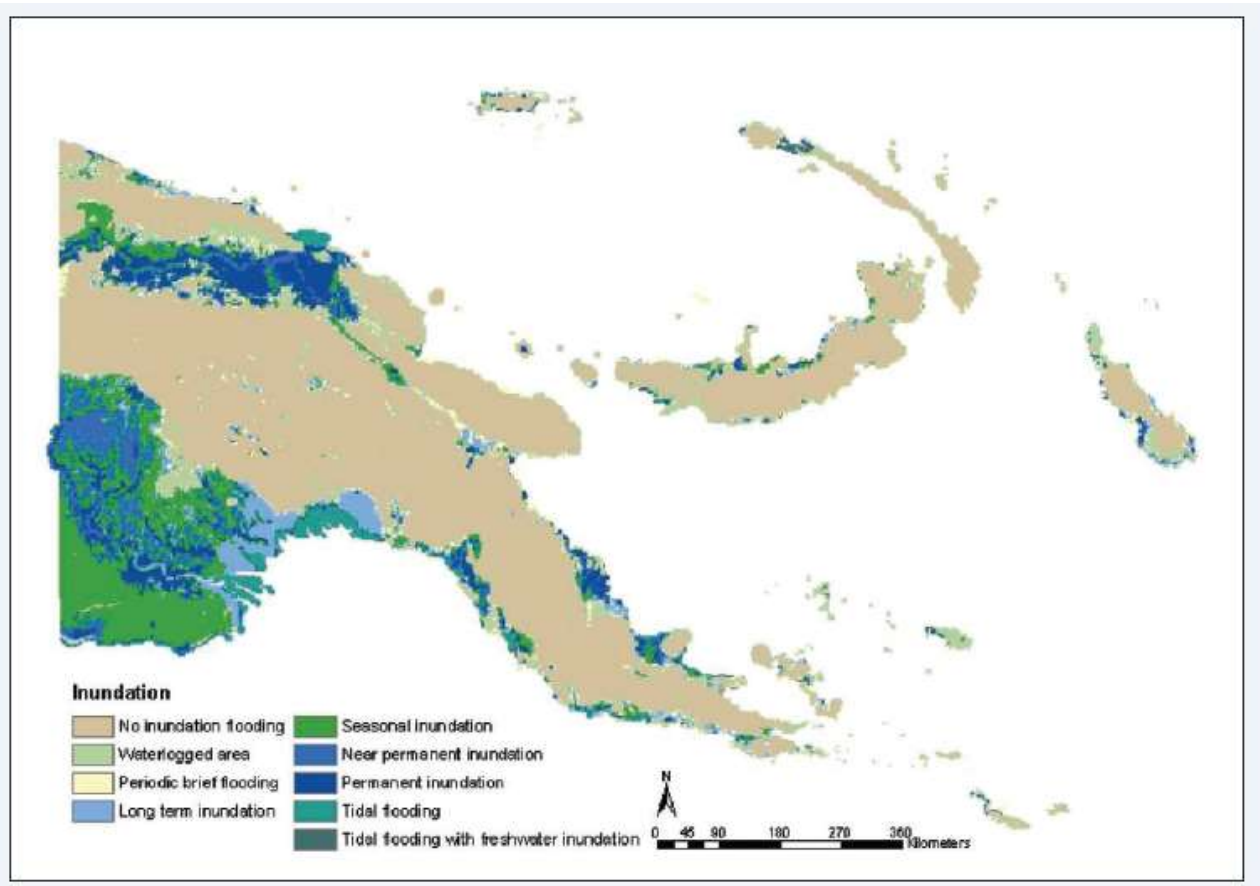 Inundation
No inundation flooding
Waterlogged area
Periodic brief flooding
Long term inundation
Seasonal inundation
Near permanent inundation
Permanent inundation
Tidal flooding
Tidal flooding with freshwater inundation
N
0 45 90 180 270 360
Kilometers